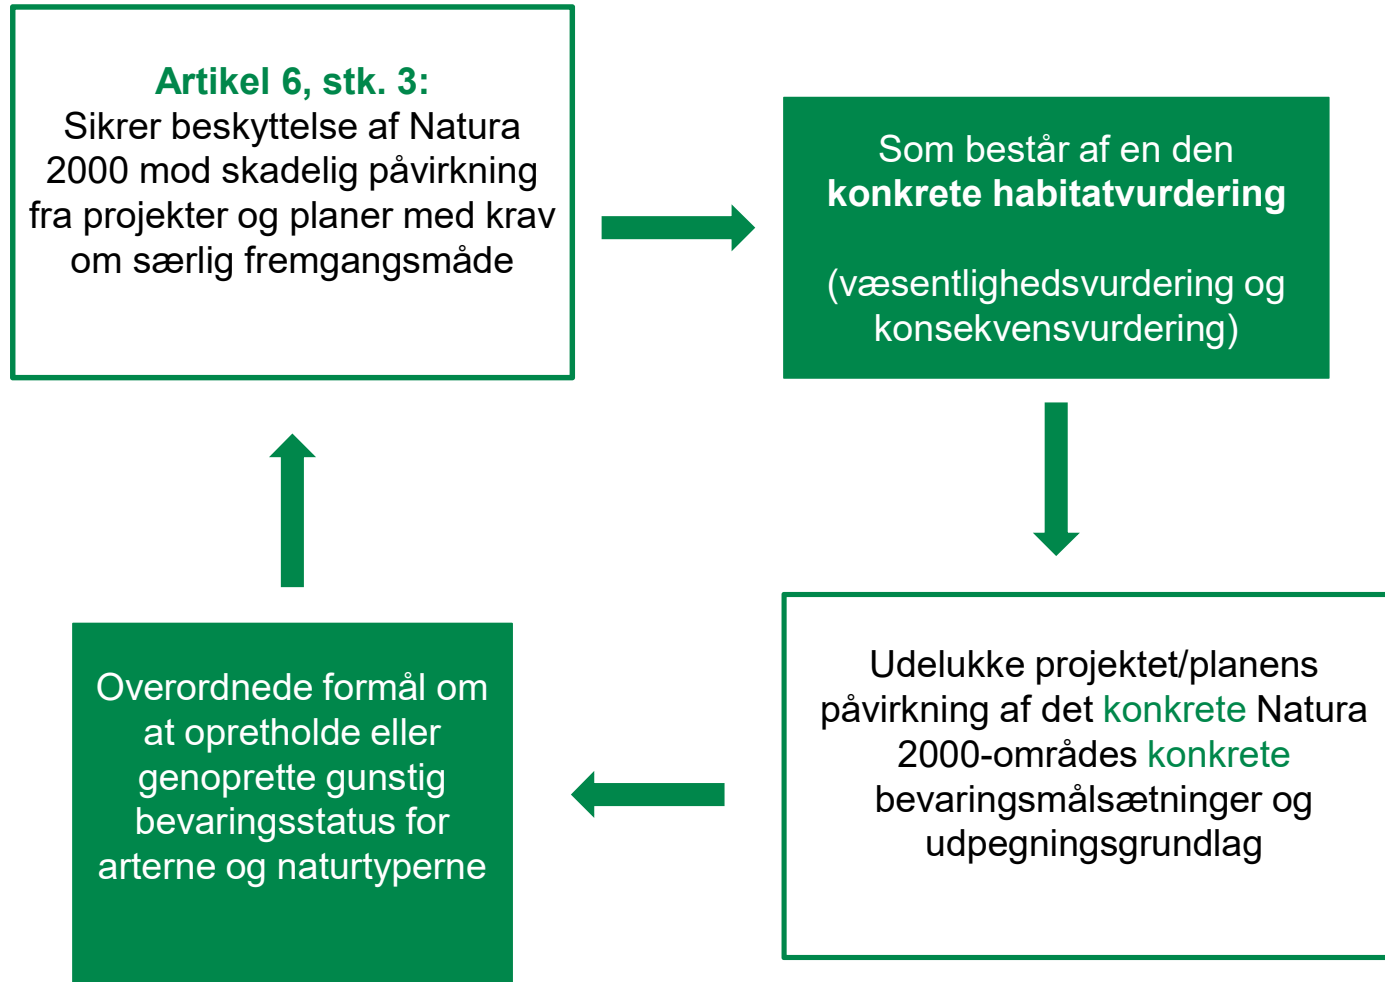 Artikel 6, stk. 3:
Sikrer beskyttelse af Natura
2000 mod skadelig påvirkning
fra projekter og planer med krav
om særlig fremgangsmåde
Som består af en den
konkrete habitatvurdering
(væsentlighedsvurdering og
konsekvensvurdering)
Udelukke projektet/planens
påvirkning af det konkrete Natura
2000-områdes konkrete
bevaringsmålsætninger og
udpegningsgrundlag
Overordnede formål om
at opretholde eller
genoprette gunstig
bevaringsstatus for
arterne og naturtyperne